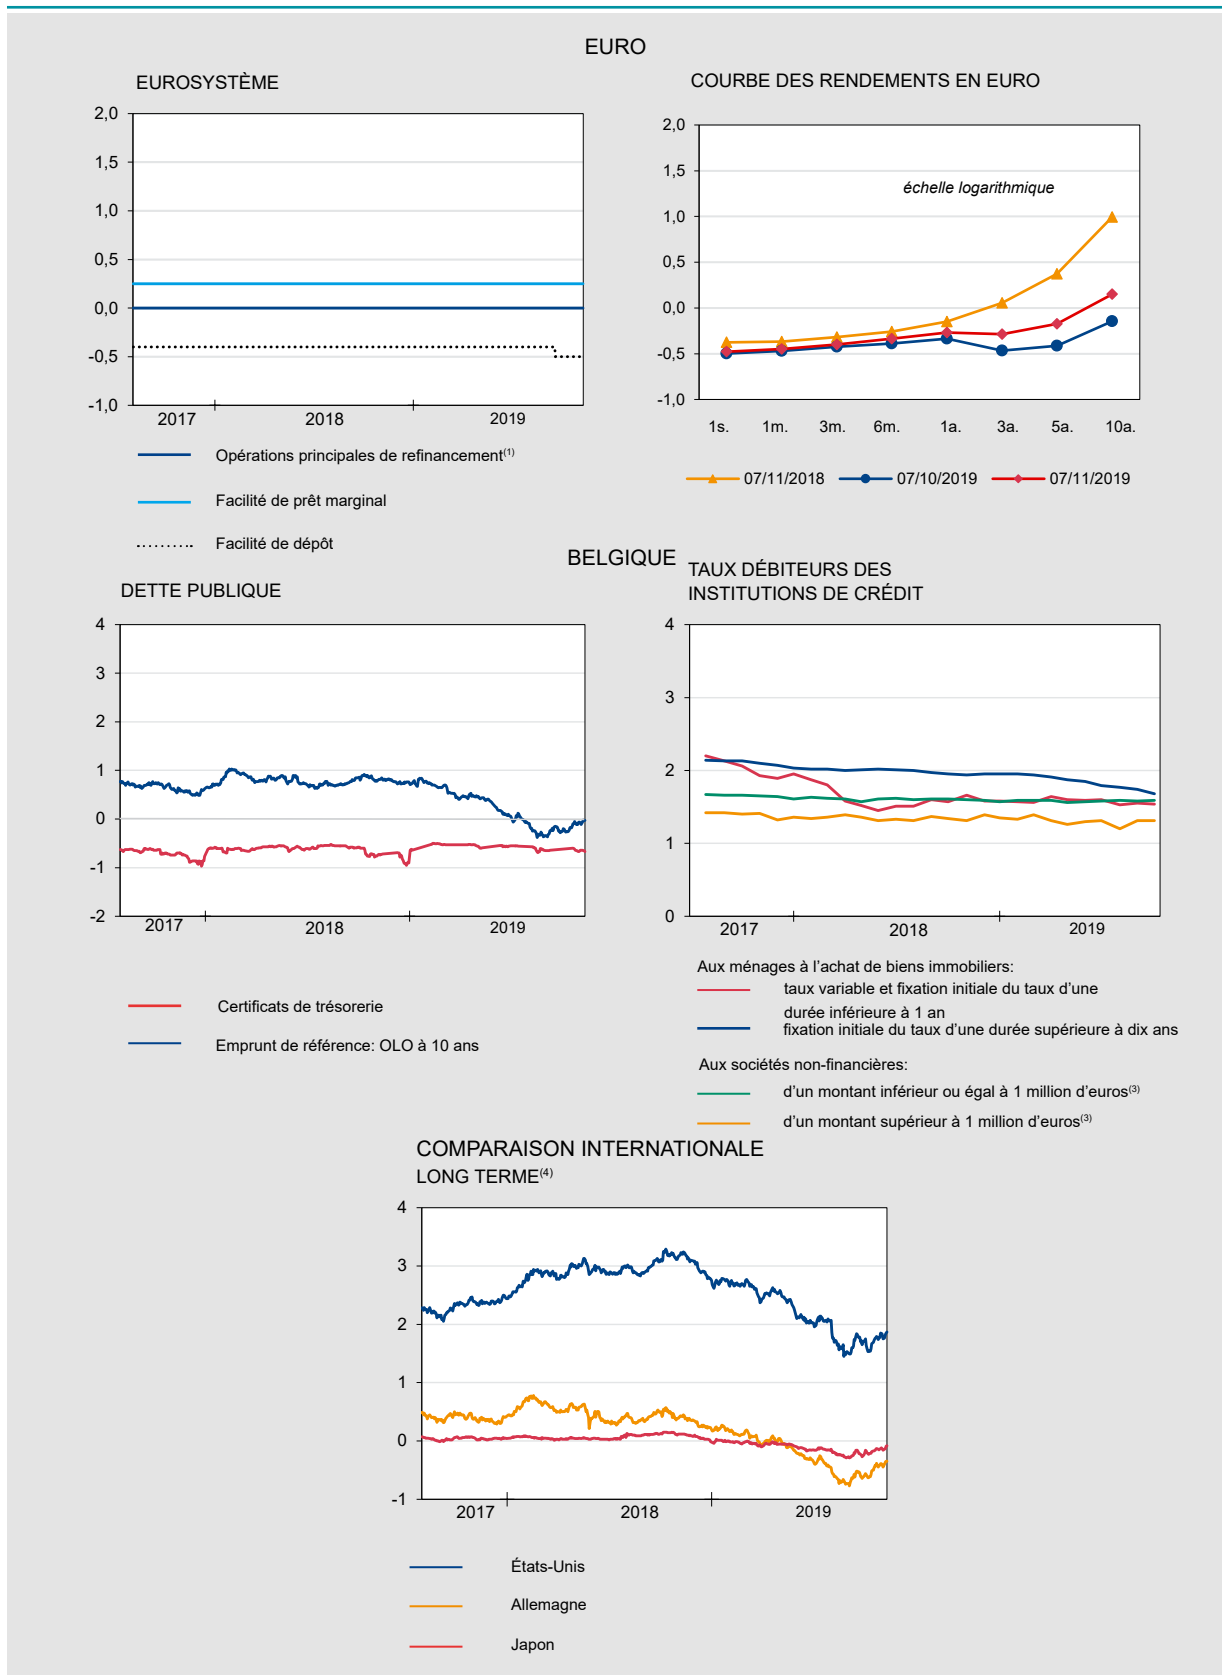 EURO
EUROSYSTÈME
2,0
1,5
1,0
0,5
0,0
-0,5
-1,0
2017
2018
2019
Opérations principales de refinancement(1)
Facilité de prêt marginal
Facilité de dépôt
COURBE DES RENDEMENTS EN EURO
2,0
1,5
1,0
0,5
0,0
-0,5
-1,0
échelle logarithmique
1s. 1m. 3m. 6m. 1a. 3a. 5a. 10a.
07/11/2018 07/10/2019 07/11/2019
BELGIQUE
DETTE PUBLIQUE
4
3
2
1
0
-1
-2
2017
2018
2019
Certificats de trésorerie
Emprunt de référence: OLO à 10 ans
TAUX DÉBITEURS DES
INSTITUTIONS DE CRÉDIT
4
3
2
1
0
2017
2018
2019
Aux ménages à l’achat de biens immobiliers:
taux variable et fixation initiale du taux d’une
durée inférieure à 1 an
fixation initiale du taux d’une durée supérieure à dix ans
Aux sociétés non-financières:
d’un montant inférieur ou égal à 1 million d’euros(3)
d’un montant supérieur à 1 million d’euros(3)
COMPARAISON INTERNATIONALE
LONG TERME(4)
4
3
2
1
0
-1
2017
2018
2019
États-Unis
Allemagne
Japon